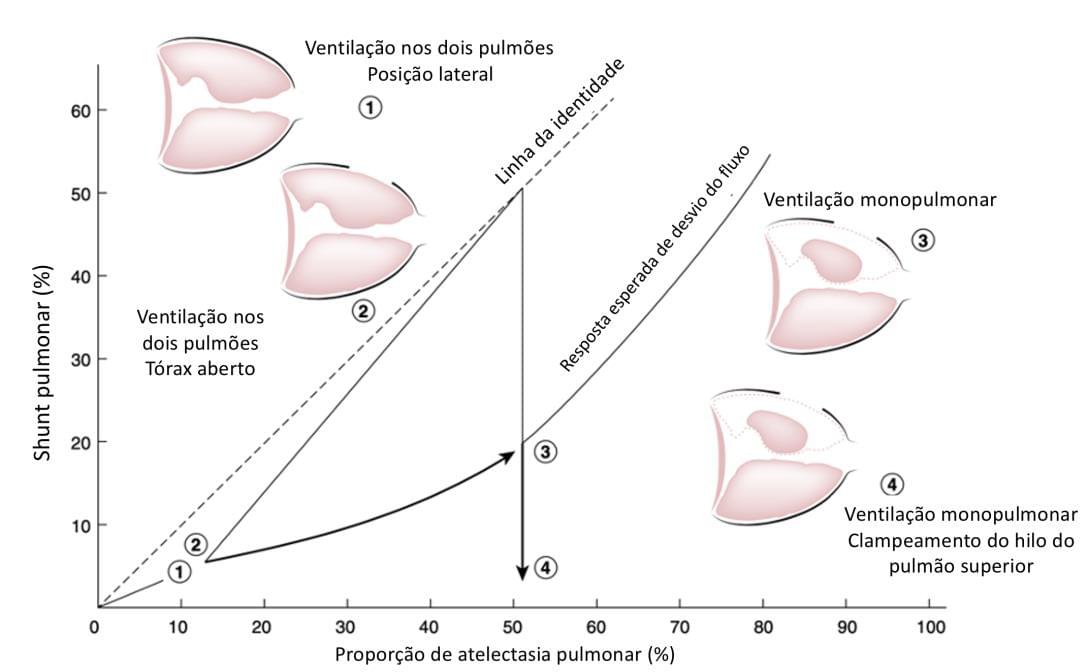 Ventilação nos dois pulmões
Posição lateral
1
Ventilação nos
dois pulmões
Tórax aberto
2
Linha da identidade
Resposta esperada de desvio do fluxo
Ventilação monopulmonar
3
4
Ventilação monopulmonar
Clampeamento do hilo do
pulmão superior
Shunt pulmonar (%)
60
50
40
30
20
10
2
1
3
4
0 10 20 30 40 50 60 70 80 90 100
Proporção de atelectasia pulmonar (%)